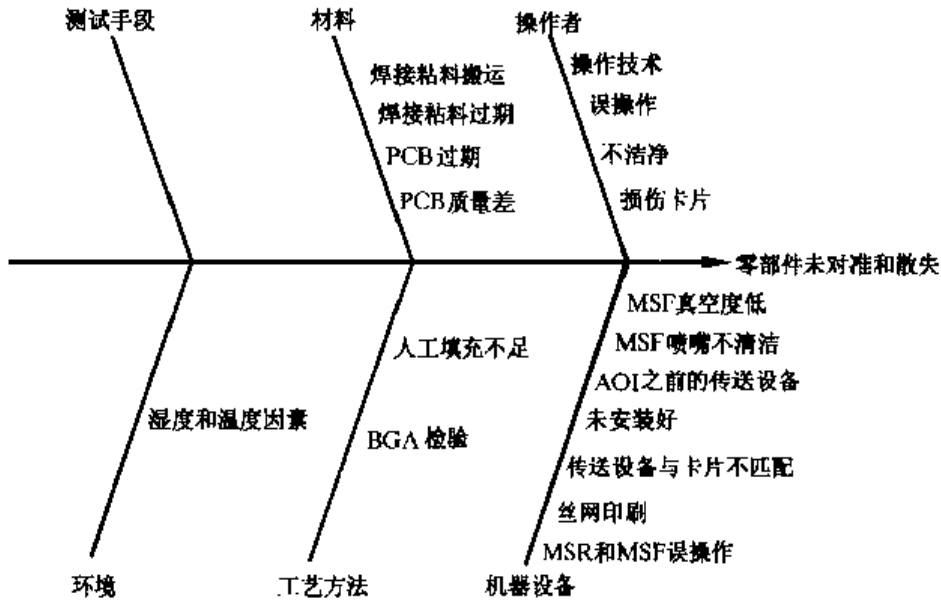 测试手段
材料
操作者
焊接粘料搬运
焊接粘料过期
PCB过期
PCB质量差
操作技术
误操作
不洁净
损伤卡片
零部件未对准和散失
湿度和温度因素
人工填充不足
BGA检验
MSF真空度低
MSF喷嘴不清洁
AOI之前的传送设备
未安装好
传送设备与卡片不匹配
丝网印刷
MSR和MSF误操作
环境
工艺方法
机器设备